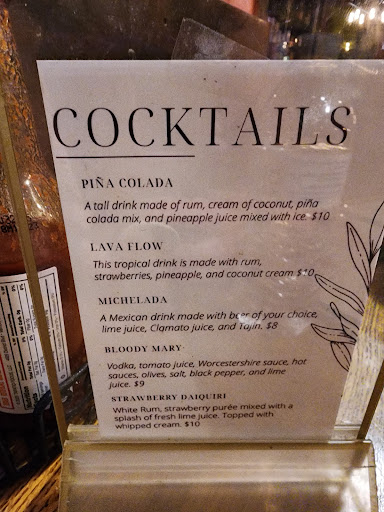 COCKTAILS
PIÑA COLADA
A tall drink made of rum, cream of coconut, piña
colada mix, and pineapple juice mixed with ice. $10
LAVA FLOW
This tropical drink is made with rum,
strawberries, pineapple, and coconut cream $10
MICHELADA
A Mexican drink made with beer of your choice,
lime juice, Clamato juice, and Tajin. $8
BLOODY MARY
Vodka, tomato juice, Worcestershire sauce, hot
sauces, olives, salt, black pepper, and lime
juice. $9
STRAWBERRY DAIQUIRI
White Rum, strawberry purée mixed with a
splash of fresh lime juice. Topped with
whipped cream. $10